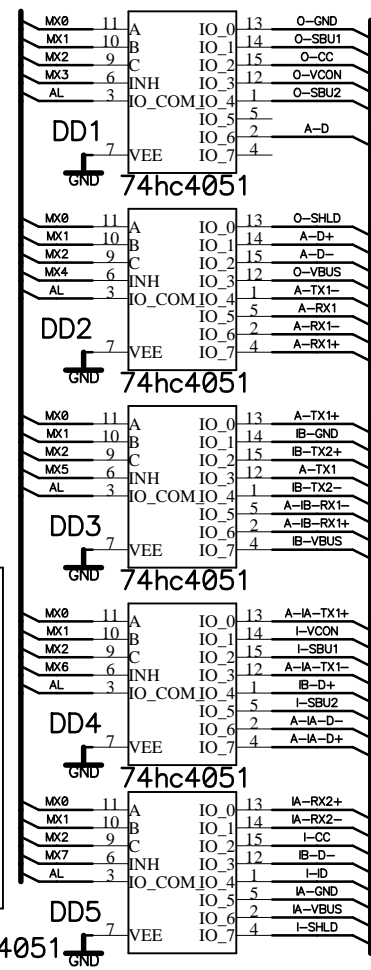 MX0 11 A IO_0 13 O-GND
MX1 10 B IO_1 14 O-SBU1
MX2 9 C IO_2 15 O-CC
MX3 6 INH IO_3 12 O-VCON
AL 3 IO_COM IO_4 1 O-SBU2
IO_5 5
DD1 IO_6 2 A-D
7 VEE IO_7 4
GND 74hc4051
MX0 11 A IO_0 13 O-SHLD
MX1 10 B IO_1 14 A-D+
MX2 9 C IO_2 15 A-D-
MX4 6 INH IO_3 12 O-VBUS
AL 3 IO_COM IO_4 1 A-TX1-
IO_5 5 A-RX1
DD2 IO_6 2 A-RX1-
7 VEE IO_7 4 A-RX1+
GND 74hc4051
MX0 11 A IO_0 13 A-TX1+
MX1 10 B IO_1 14 IB-GND
MX2 9 C IO_2 15 IB-TX2+
MX5 6 INH IO_3 12 A-TX1
AL 3 IO_COM IO_4 1 IB-TX2-
IO_5 5 A-IB-RX1-
DD3 IO_6 2 A-IB-RX1+
7 VEE IO_7 4 IB-VBUS
GND 74hc4051
MX0 11 A IO_0 13 A-IA-TX1+
MX1 10 B IO_1 14 I-VCON
MX2 9 C IO_2 15 I-SBU1
MX6 6 INH IO_3 12 A-IA-TX1-
AL 3 IO_COM IO_4 1 IB-D+
IO_5 5 I-SBU2
DD4 IO_6 2 A-IA-D-
7 VEE IO_7 4 A-IA-D+
GND 74hc4051
MX0 11 A IO_0 13 IA-RX2+
MX1 10 B IO_1 14 IA-RX2-
MX2 9 C IO_2 15 I-CC
MX7 6 INH IO_3 12 IB-D-
AL 3 IO_COM IO_4 1 I-ID
IO_5 5 IA-GND
DD5 IO_6 2 IA-VBUS
7 VEE IO_7 4 I-SHLD
4051 GND